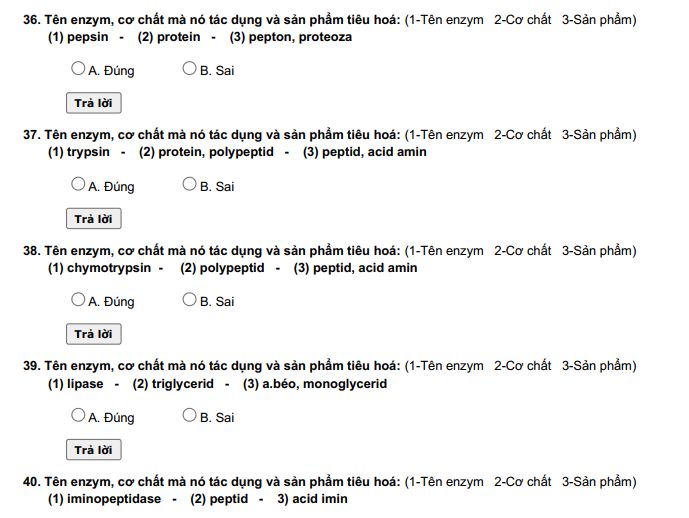 36. Tên enzym, cơ chất mà nó tác dụng và sản phẩm tiêu hoá: (1-Tên enzym 2-Cơ chất 3-Sản phẩm)
(1) pepsin - (2) protein - (3) pepton, proteoza
A. Đúng B. Sai
Trả lời
37. Tên enzym, cơ chất mà nó tác dụng và sản phẩm tiêu hoá: (1-Tên enzym 2-Cơ chất 3-Sản phẩm)
(1) trypsin - (2) protein, polypeptid - (3) peptid, acid amin
A. Đúng B. Sai
Trả lời
38. Tên enzym, cơ chất mà nó tác dụng và sản phẩm tiêu hoá: (1-Tên enzym 2-Cơ chất 3-Sản phẩm)
(1) chymotrypsin - (2) polypeptid - (3) peptid, acid amin
A. Đúng B. Sai
Trả lời
39. Tên enzym, cơ chất mà nó tác dụng và sản phẩm tiêu hoá: (1-Tên enzym 2-Cơ chất 3-Sản phẩm)
(1) lipase - (2) triglycerid - (3) a.béo, monoglycerid
A. Đúng B. Sai
Trả lời
40. Tên enzym, cơ chất mà nó tác dụng và sản phẩm tiêu hoá: (1-Tên enzym 2-Cơ chất 3-Sản phẩm)
(1) iminopeptidase - (2) peptid - 3) acid imin